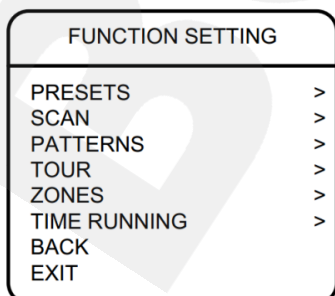 FUNCTION SETTING
PRESETS >
SCAN >
PATTERNS >
TOUR >
ZONES >
TIME RUNNING >
BACK
EXIT